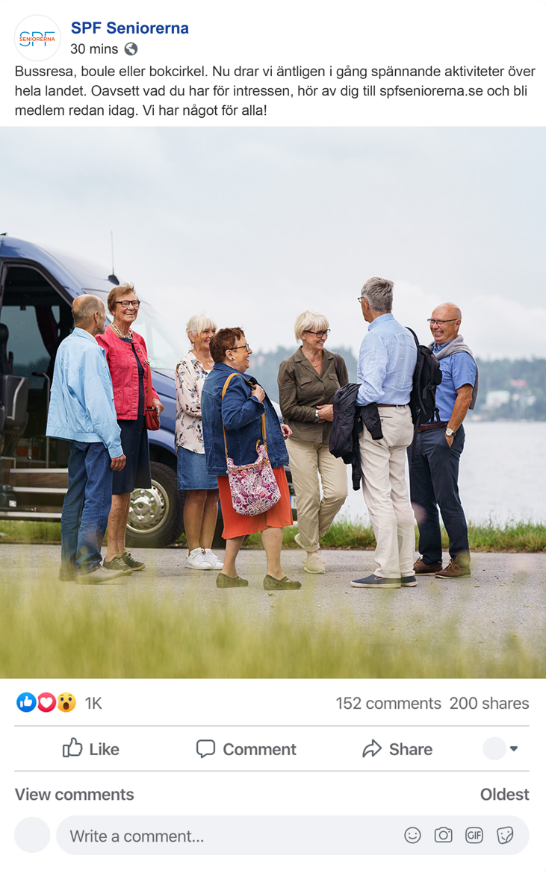 SPF
SENIORERNA
SPF Seniorerna
30 mins
Bussresa, boule eller bokcirkel. Nu drar vi äntligen i gång spännande aktiviteter över
hela landet. Oavsett vad du har för intressen, hör av dig till spfseniorerna.se och bli
medlem redan idag. Vi har något för alla!
1K 152 comments 200 shares
Like Comment Share
View comments Oldest
Write a comment... GIF